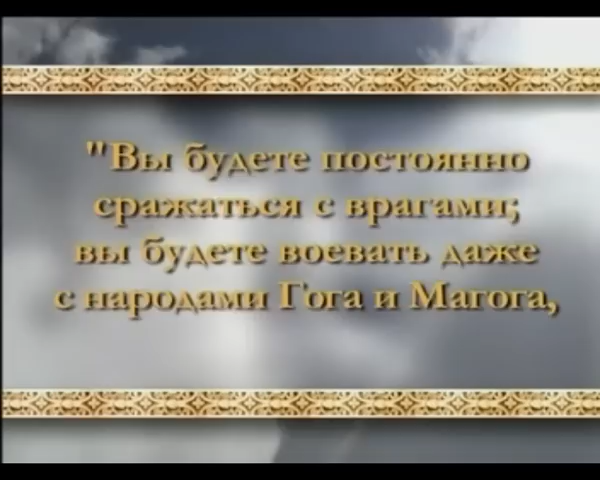 "Вы будете постоянно
сражаться с врагами;
вы будете воевать даже
с народами Гога и Магога,